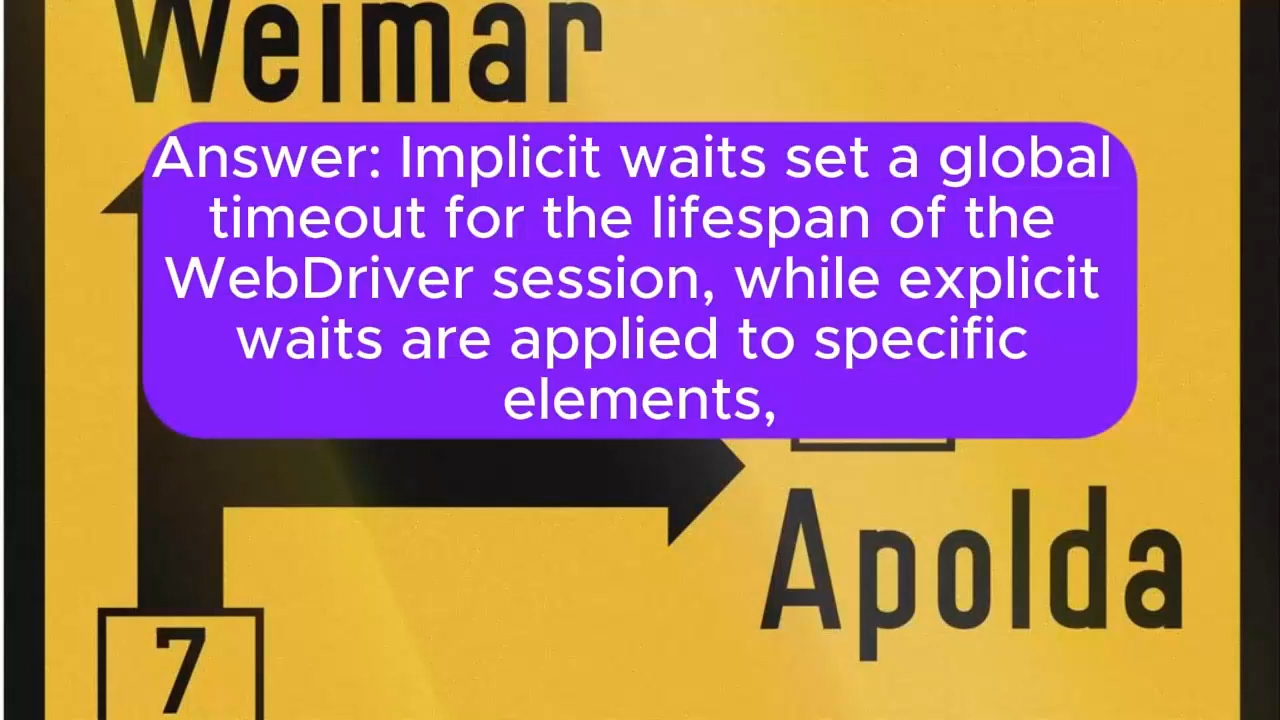 Weimar
Answer: Implicit waits set a global
timeout for the lifespan of the
WebDriver session, while explicit
waits are applied to specific
elements,
Apolda
7